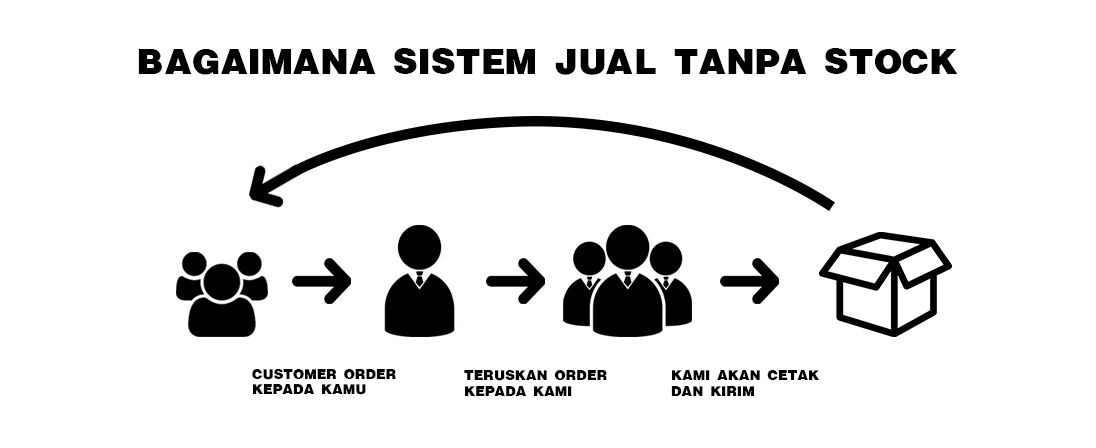 BAGAIMANA SISTEM JUAL TANPA STOCK
CUSTOMER ORDER
KEPADA KAMU
TERUSKAN ORDER
KEPADA KAMI
KAMI AKAN CETAK
DAN KIRIM